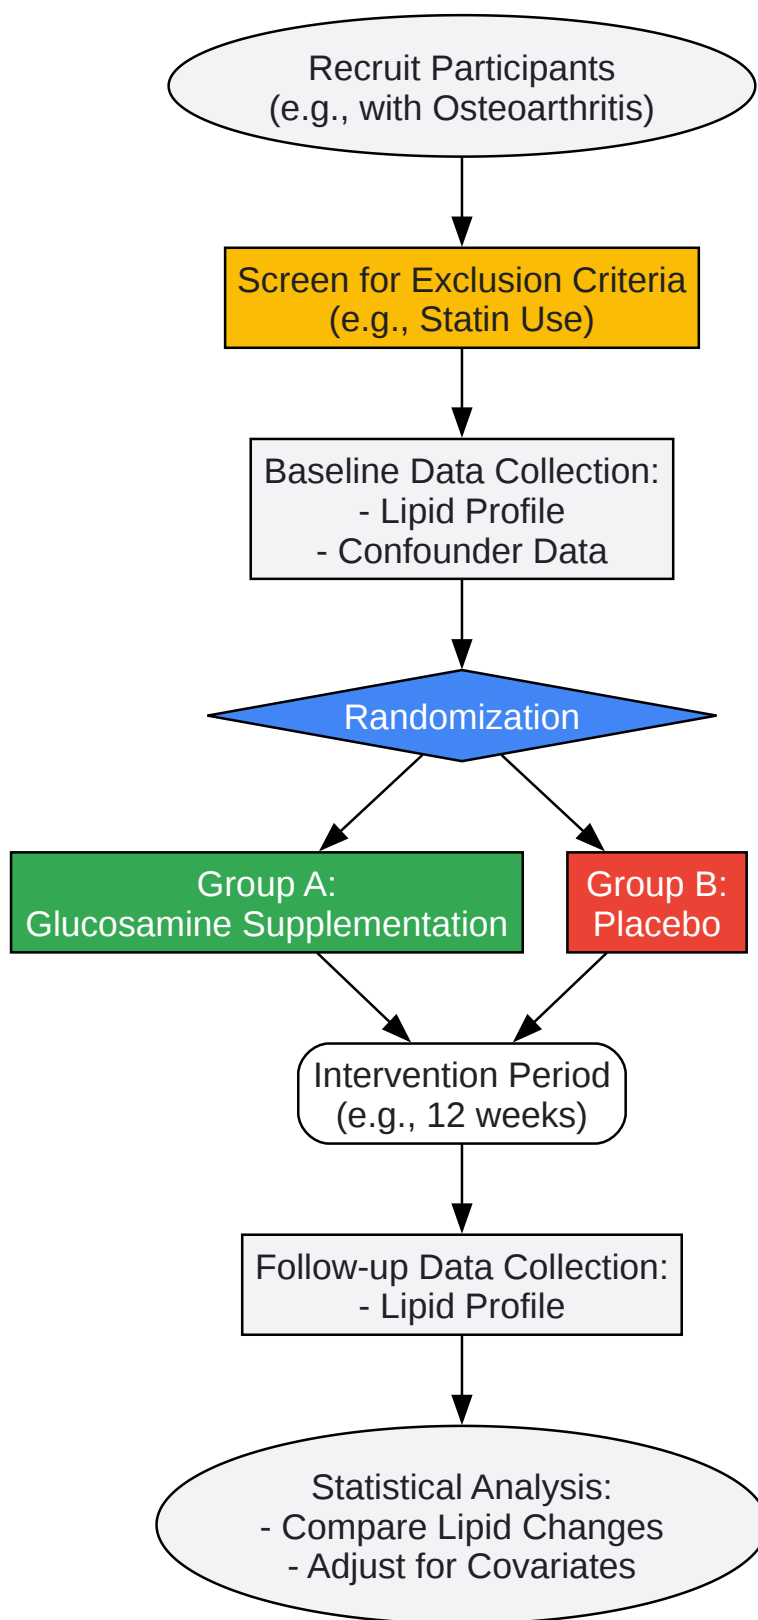 Recruit Participants
(e.g., with Osteoarthritis)
Screen for Exclusion Criteria
(e.g., Statin Use)
Baseline Data Collection:
- Lipid Profile
- Confounder Data
Randomization
Group A:
Glucosamine Supplementation
Group B:
Placebo
Intervention Period
(e.g., 12 weeks)
Follow-up Data Collection:
- Lipid Profile
Statistical Analysis:
- Compare Lipid Changes
- Adjust for Covariates